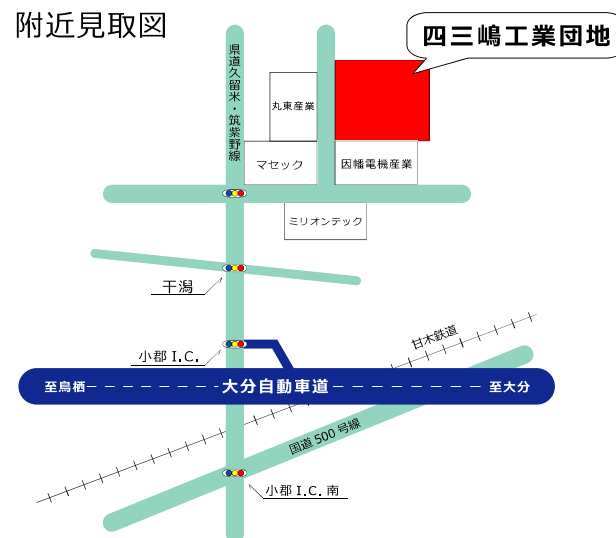 附近見取図
四三嶋工業団地
県道久留米・筑紫野線
丸東産業
マセック
因幡電機産業
ミリオンテック
干潟
甘木鉄道
小郡 I.C.
至鳥栖
大分自動車道
至大分
国道 500 号線
小郡 I.C. 南